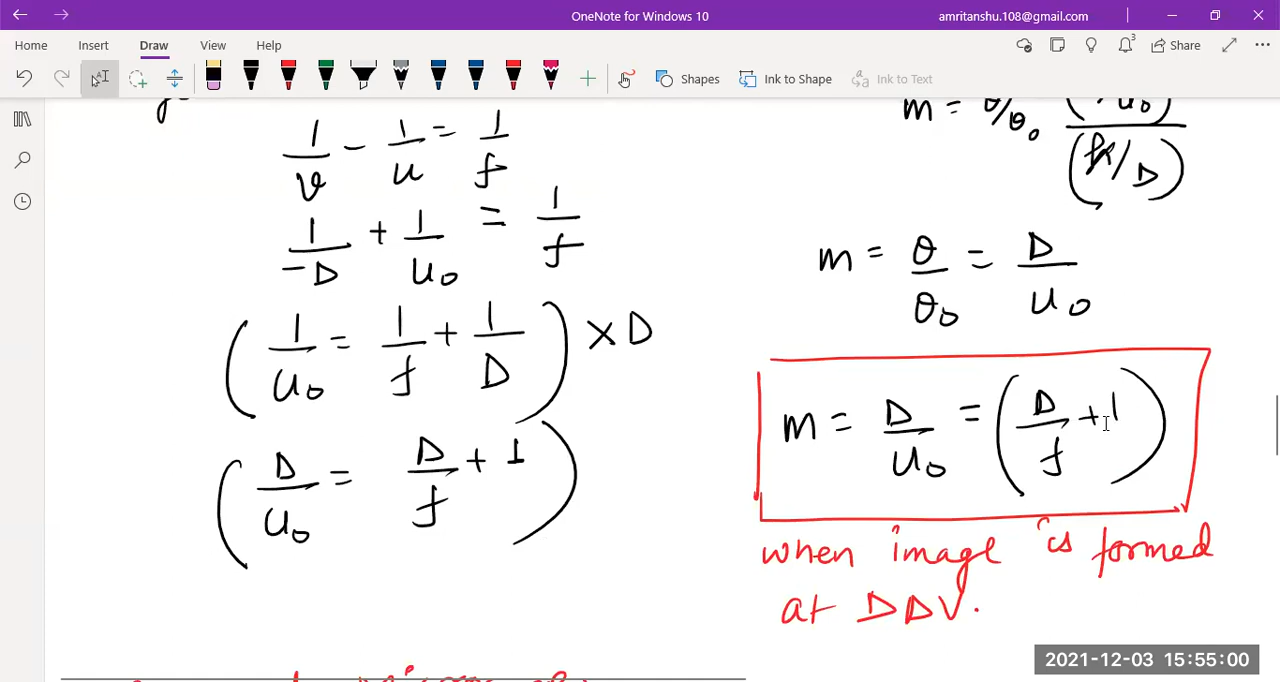 OneNote for Windows 10
amritanshu.108@gmail.com
Home Insert Draw View Help
Share
Shapes
Ink to Shape
Ink to Text
1/v - 1/u = 1/f
1/-D + 1/u₀ = 1/f
(1/u₀ = 1/f + 1/D) × D
(D/u₀ = D/f + 1)
m = θ/θ₀
m = θ/θ₀ = D/u₀
m = D/u₀ = (D/f + 1)
when image is formed
at DDV.
2021-12-03 15:55:00